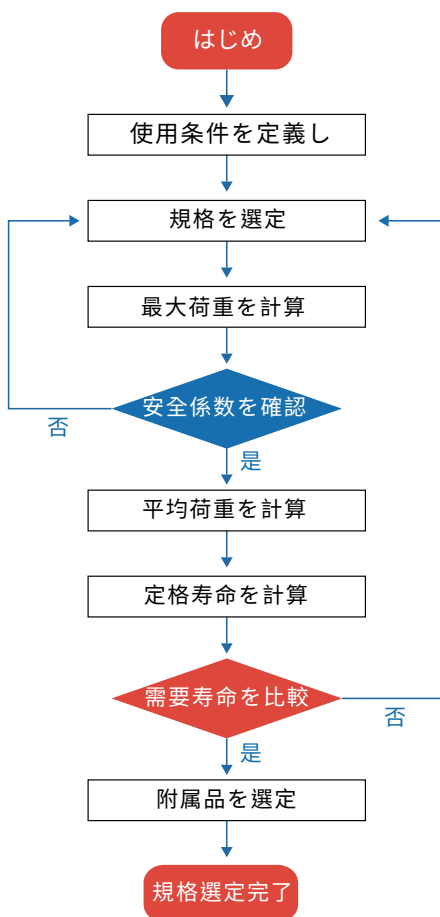 はじめ
使用条件を定義し
規格を選定
最大荷重を計算
安全係数を確認
否
是
平均荷重を計算
定格寿命を計算
需要寿命を比較
否
是
附属品を選定
規格選定完了